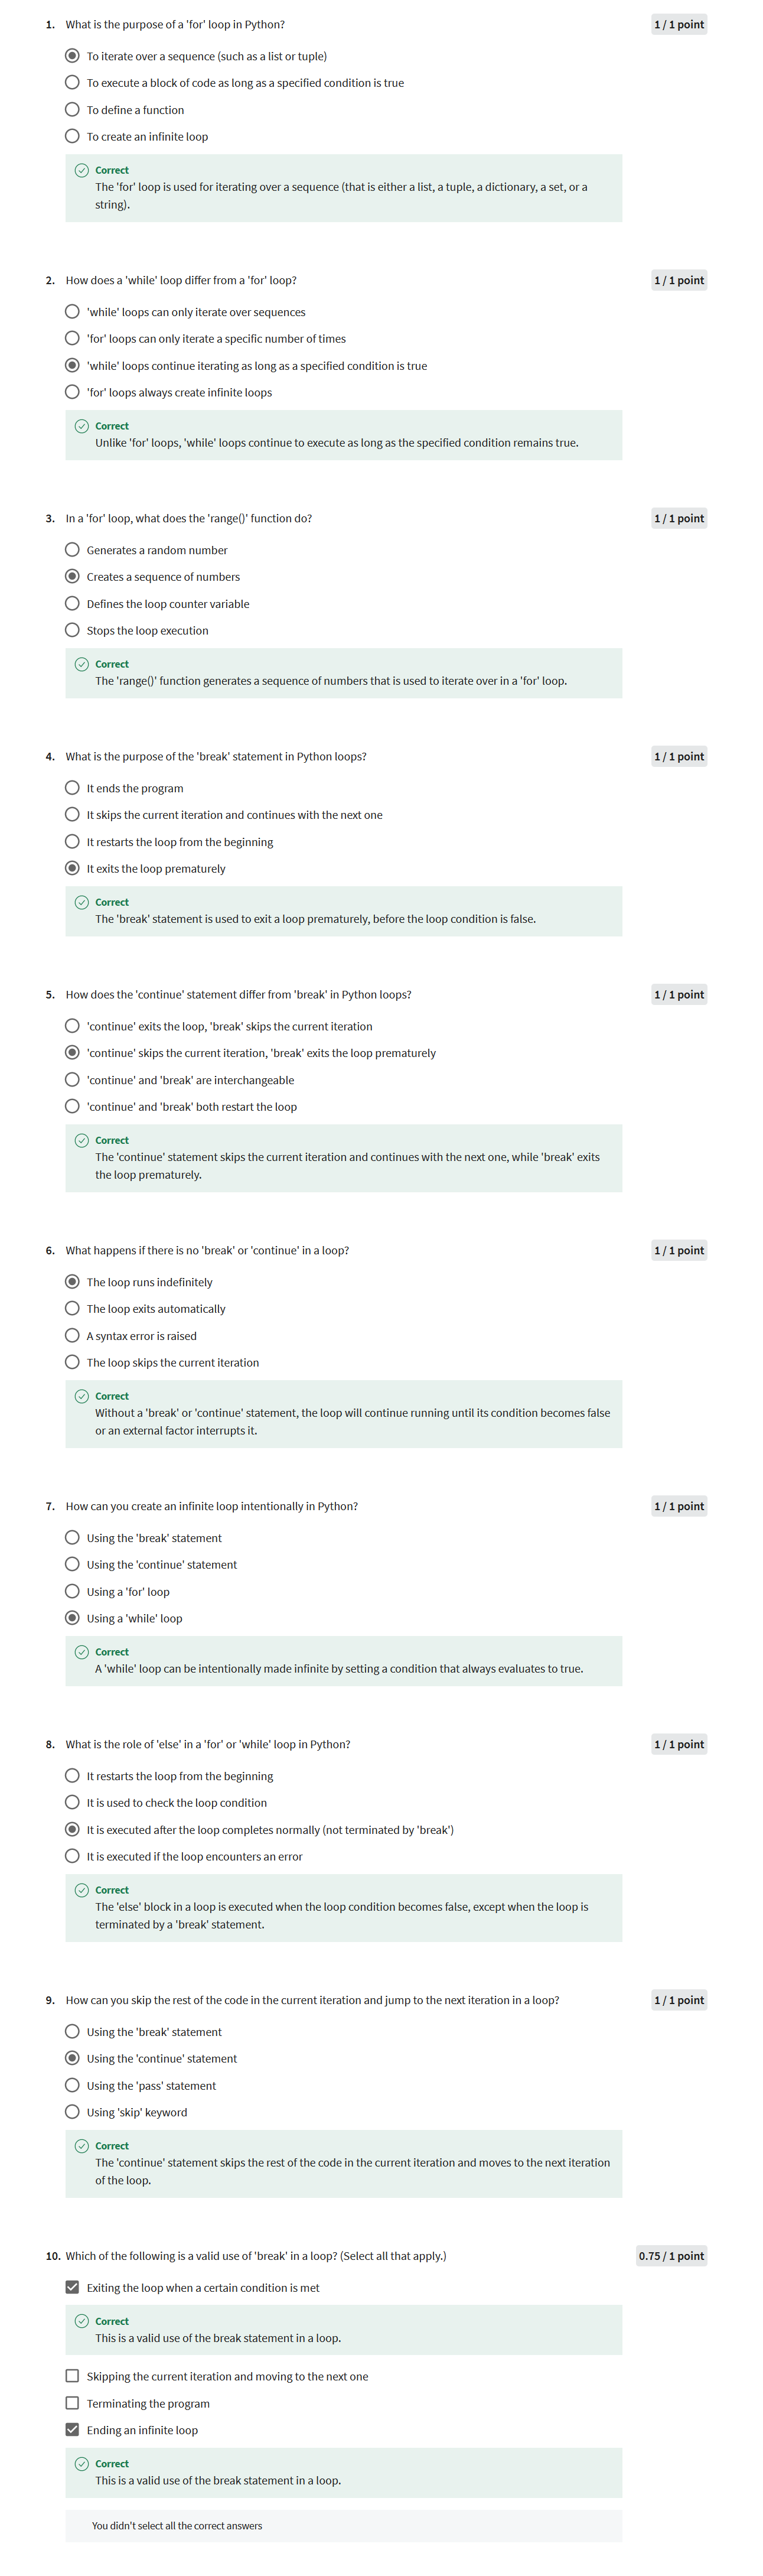 1. What is the purpose of a 'for' loop in Python?
1 / 1 point
To iterate over a sequence (such as a list or tuple)
To execute a block of code as long as a specified condition is true
To define a function
To create an infinite loop
Correct
The 'for' loop is used for iterating over a sequence (that is either a list, a tuple, a dictionary, a set, or a
string).
2. How does a 'while' loop differ from a 'for' loop?
1 / 1 point
'while' loops can only iterate over sequences
'for' loops can only iterate a specific number of times
'while' loops continue iterating as long as a specified condition is true
'for' loops always create infinite loops
Correct
Unlike 'for' loops, 'while' loops continue to execute as long as the specified condition remains true.
3. In a 'for' loop, what does the 'range()' function do?
1 / 1 point
Generates a random number
Creates a sequence of numbers
Defines the loop counter variable
Stops the loop execution
Correct
The 'range()' function generates a sequence of numbers that is used to iterate over in a 'for' loop.
4. What is the purpose of the 'break' statement in Python loops?
1 / 1 point
It ends the program
It skips the current iteration and continues with the next one
It restarts the loop from the beginning
It exits the loop prematurely
Correct
The 'break' statement is used to exit a loop prematurely, before the loop condition is false.
5. How does the 'continue' statement differ from 'break' in Python loops?
1 / 1 point
'continue' exits the loop, 'break' skips the current iteration
'continue' skips the current iteration, 'break' exits the loop prematurely
'continue' and 'break' are interchangeable
'continue' and 'break' both restart the loop
Correct
The 'continue' statement skips the current iteration and continues with the next one, while 'break' exits
the loop prematurely.
6. What happens if there is no 'break' or 'continue' in a loop?
1 / 1 point
The loop runs indefinitely
The loop exits automatically
A syntax error is raised
The loop skips the current iteration
Correct
Without a 'break' or 'continue' statement, the loop will continue running until its condition becomes false
or an external factor interrupts it.
7. How can you create an infinite loop intentionally in Python?
1 / 1 point
Using the 'break' statement
Using the 'continue' statement
Using a 'for' loop
Using a 'while' loop
Correct
A 'while' loop can be intentionally made infinite by setting a condition that always evaluates to true.
8. What is the role of 'else' in a 'for' or 'while' loop in Python?
1 / 1 point
It restarts the loop from the beginning
It is used to check the loop condition
It is executed after the loop completes normally (not terminated by 'break')
It is executed if the loop encounters an error
Correct
The 'else' block in a loop is executed when the loop condition becomes false, except when the loop is
terminated by a 'break' statement.
9. How can you skip the rest of the code in the current iteration and jump to the next iteration in a loop?
1 / 1 point
Using the 'break' statement
Using the 'continue' statement
Using the 'pass' statement
Using 'skip' keyword
Correct
The 'continue' statement skips the rest of the code in the current iteration and moves to the next iteration
of the loop.
10. Which of the following is a valid use of 'break' in a loop? (Select all that apply.)
0.75 / 1 point
Exiting the loop when a certain condition is met
Correct
This is a valid use of the break statement in a loop.
Skipping the current iteration and moving to the next one
Terminating the program
Ending an infinite loop
Correct
This is a valid use of the break statement in a loop.
You didn't select all the correct answers